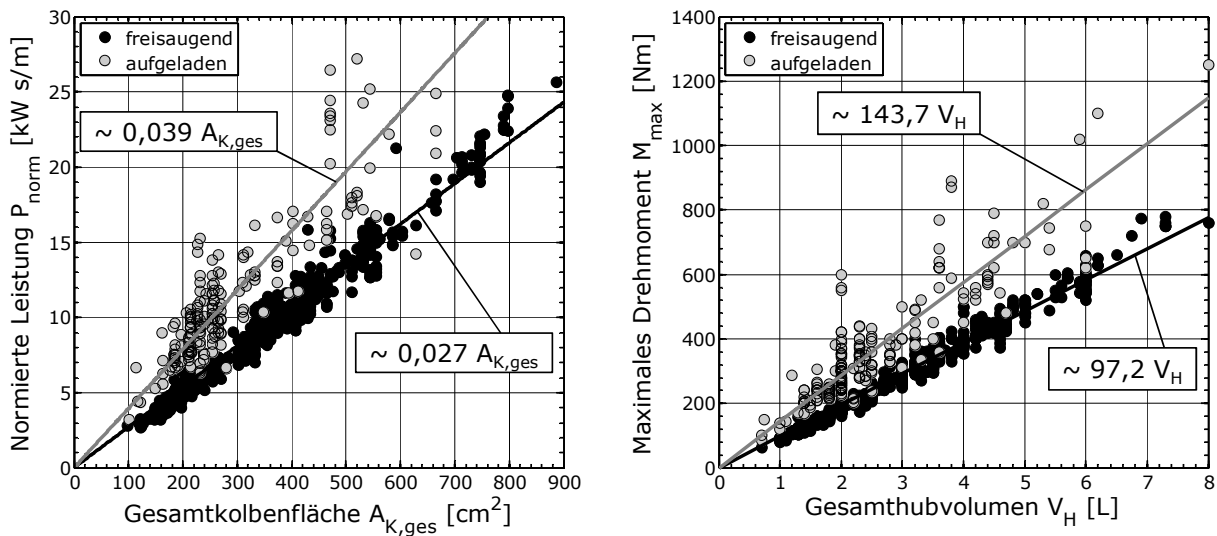 Normierte Leistung P_norm [kW s/m]
30
25
20
15
10
5
0
freisaugend
aufgeladen
~ 0,039 A_K,ges
~ 0,027 A_K,ges
0 100 200 300 400 500 600 700 800 900
Gesamtkolbenfläche A_K,ges [cm²]
Maximales Drehmoment M_max [Nm]
1400
1200
1000
800
600
400
200
0
freisaugend
aufgeladen
~ 143,7 V_H
~ 97,2 V_H
0 1 2 3 4 5 6 7 8
Gesamthubvolumen V_H [L]